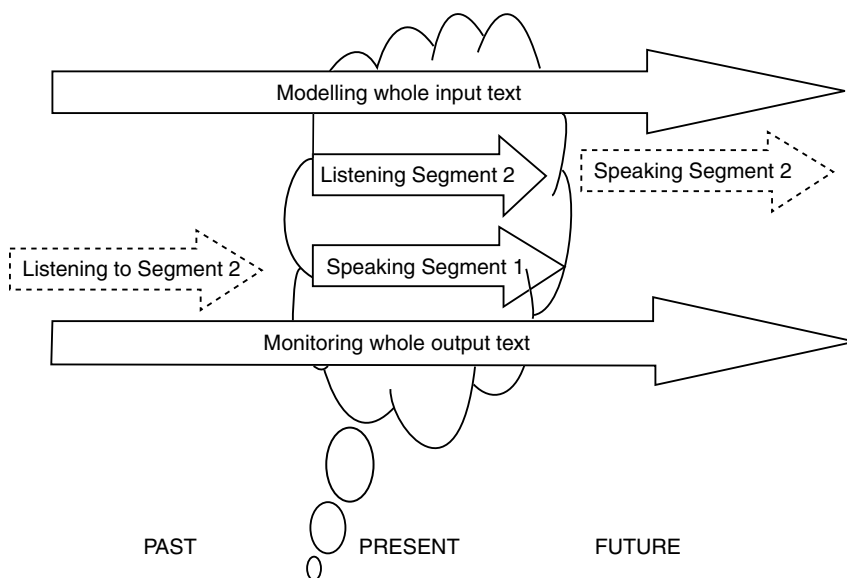 Modelling whole input text
Listening Segment 2
Speaking Segment 2
Listening to Segment 2
Speaking Segment 1
Monitoring whole output text
PAST
PRESENT
FUTURE